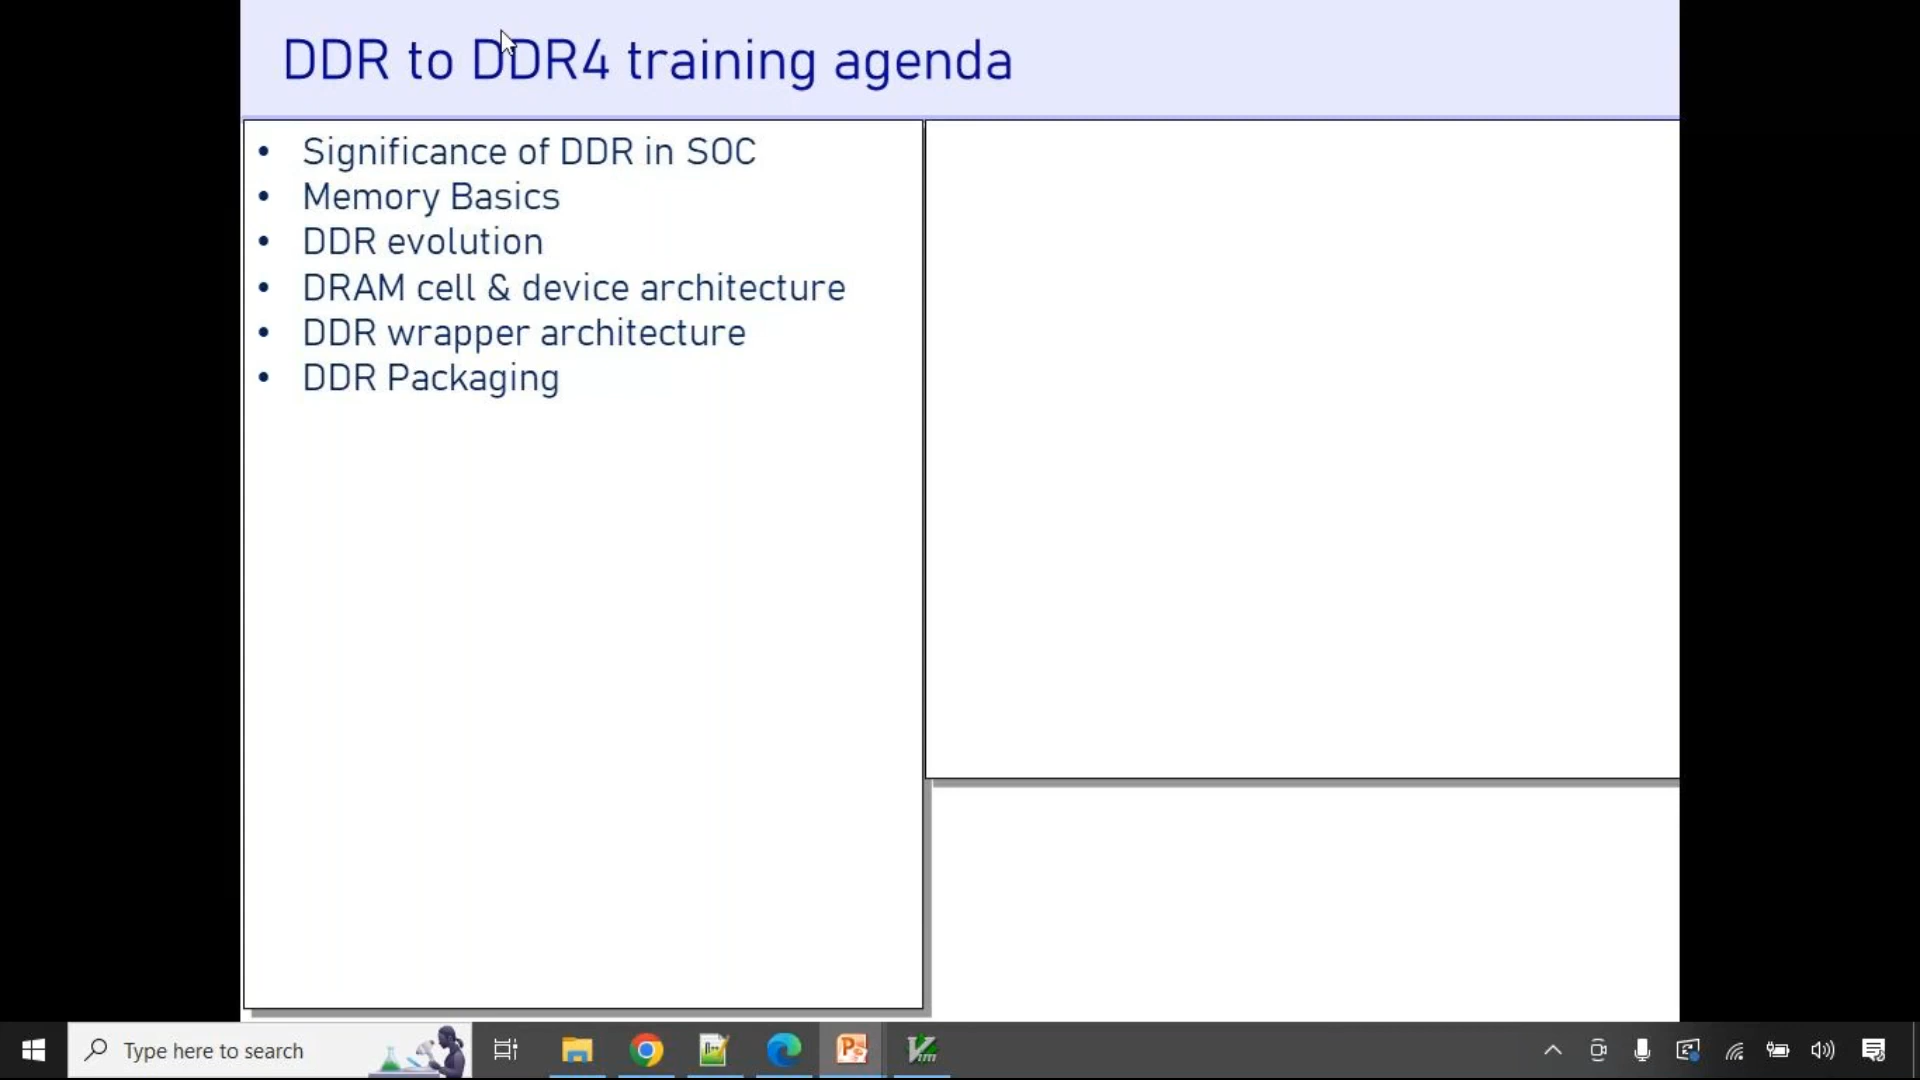 DDR to DDR4 training agenda
• Significance of DDR in SOC
• Memory Basics
• DDR evolution
• DRAM cell & device architecture
• DDR wrapper architecture
• DDR Packaging
Type here to search